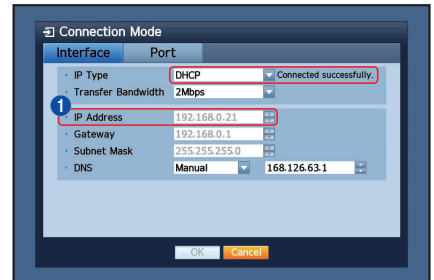 Connection Mode
Interface Port
· IP Type DHCP Connected successfully.
· Transfer Bandwidth 2Mbps
1
· IP Address 192.168.0.21
· Gateway 192.168.0.1
· Subnet Mask 255.255.255.0
· DNS Manual 168.126.63.1
OK Cancel